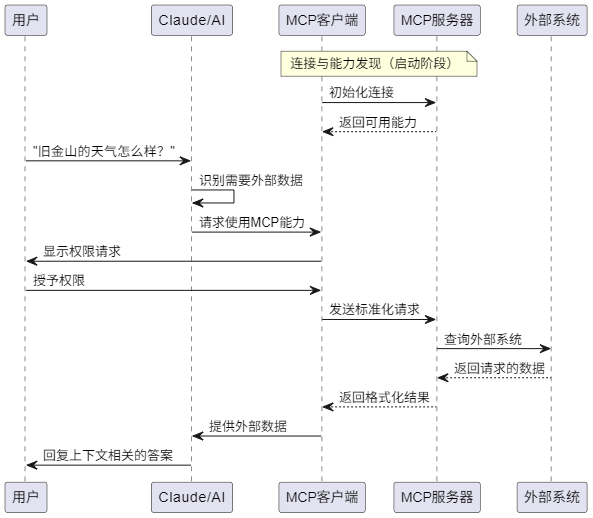 用户
Claude/AI
MCP客户端
MCP服务器
外部系统
连接与能力发现（启动阶段）
初始化连接
返回可用能力
"旧金山的天气怎么样？"
识别需要外部数据
请求使用MCP能力
显示权限请求
授予权限
发送标准化请求
查询外部系统
返回请求的数据
返回格式化结果
提供外部数据
回复上下文相关的答案
用户
Claude/AI
MCP客户端
MCP服务器
外部系统